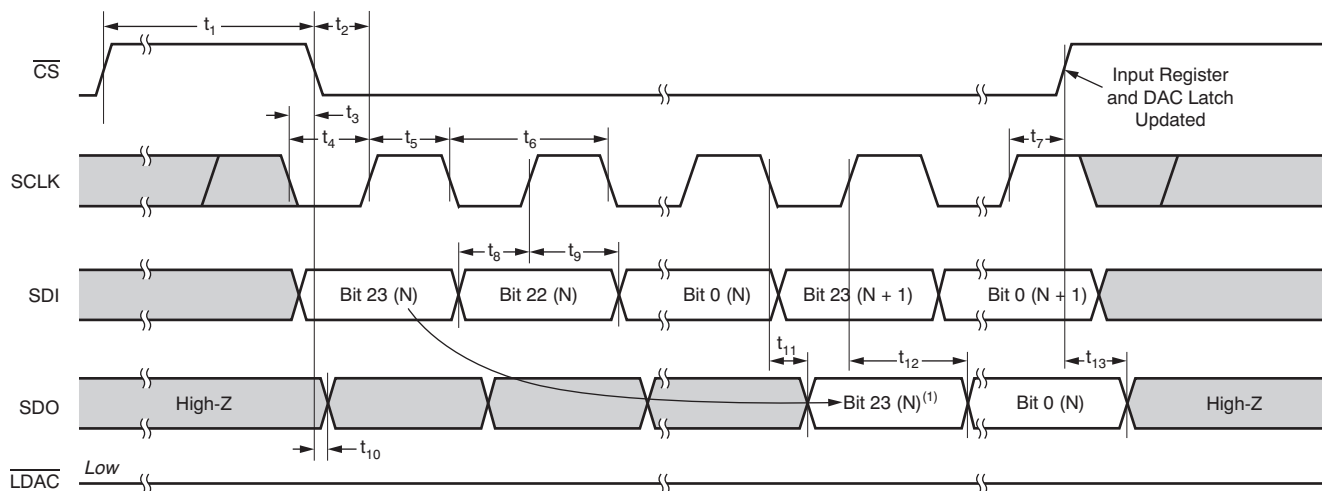 t1
t2
CS
Input Register
and DAC Latch
Updated
t3
t4
t5
t6
t7
SCLK
t8
t9
SDI
Bit 23 (N)
Bit 22 (N)
Bit 0 (N)
Bit 23 (N + 1)
Bit 0 (N + 1)
t11
t12
t13
SDO
High-Z
Bit 23 (N)(1)
Bit 0 (N)
High-Z
t10
Low
LDAC